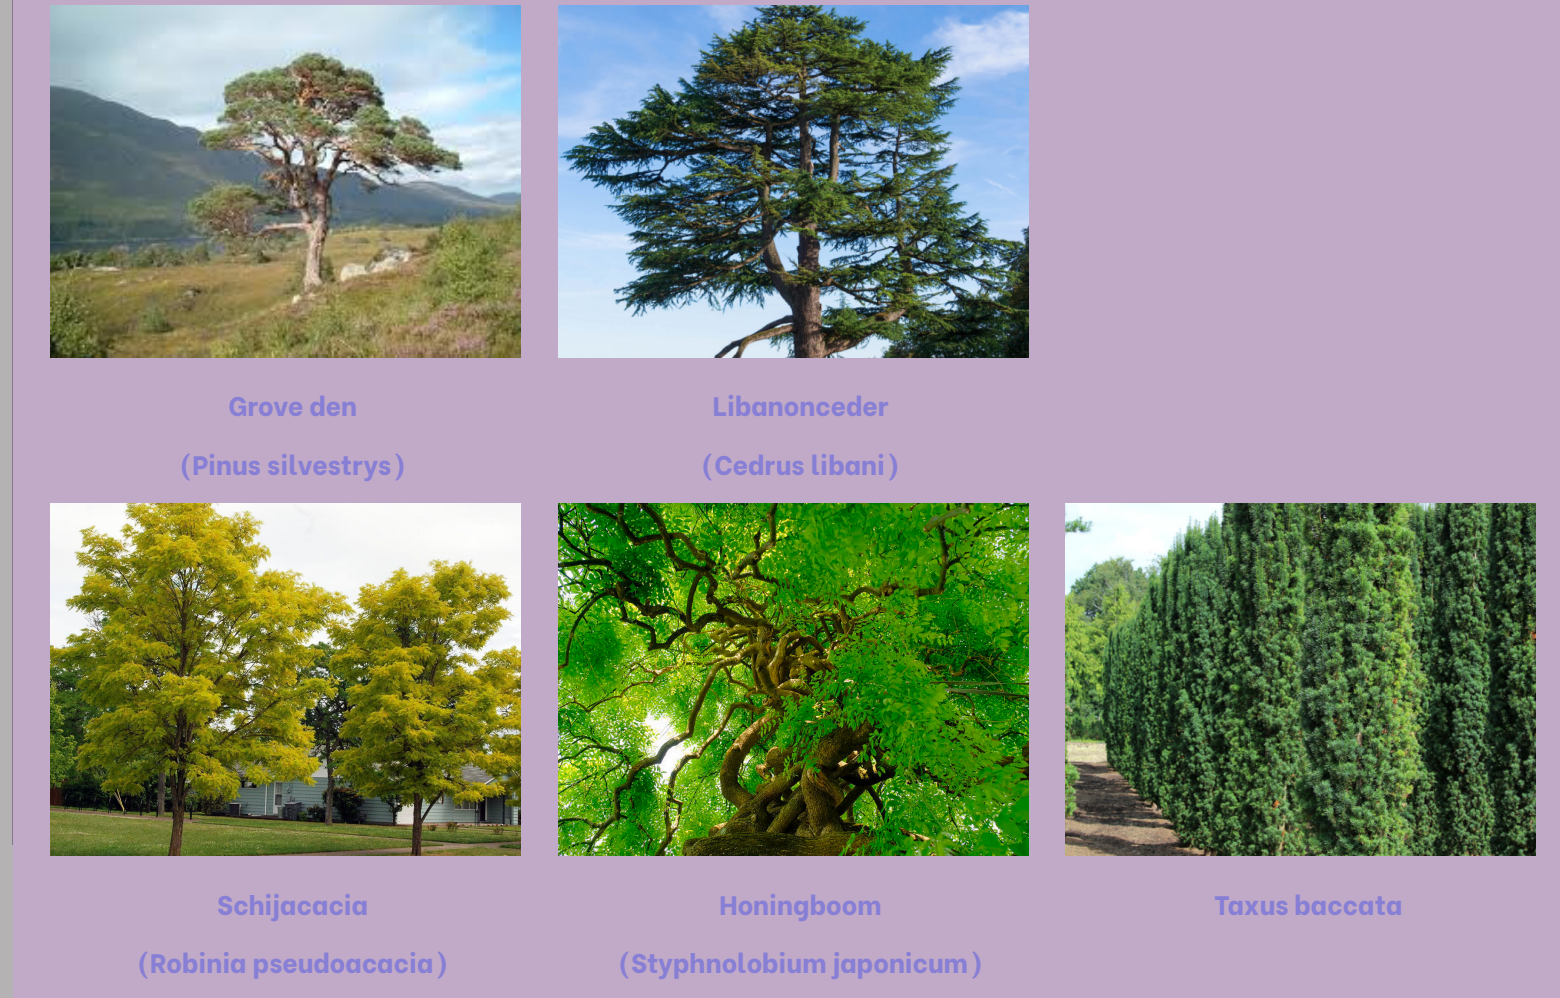 Grove den
(Pinus silvestrys)
Libanonceder
(Cedrus libani)
Schijacacia
(Robinia pseudoacacia)
Honingboom
(Styphnolobium japonicum)
Taxus baccata